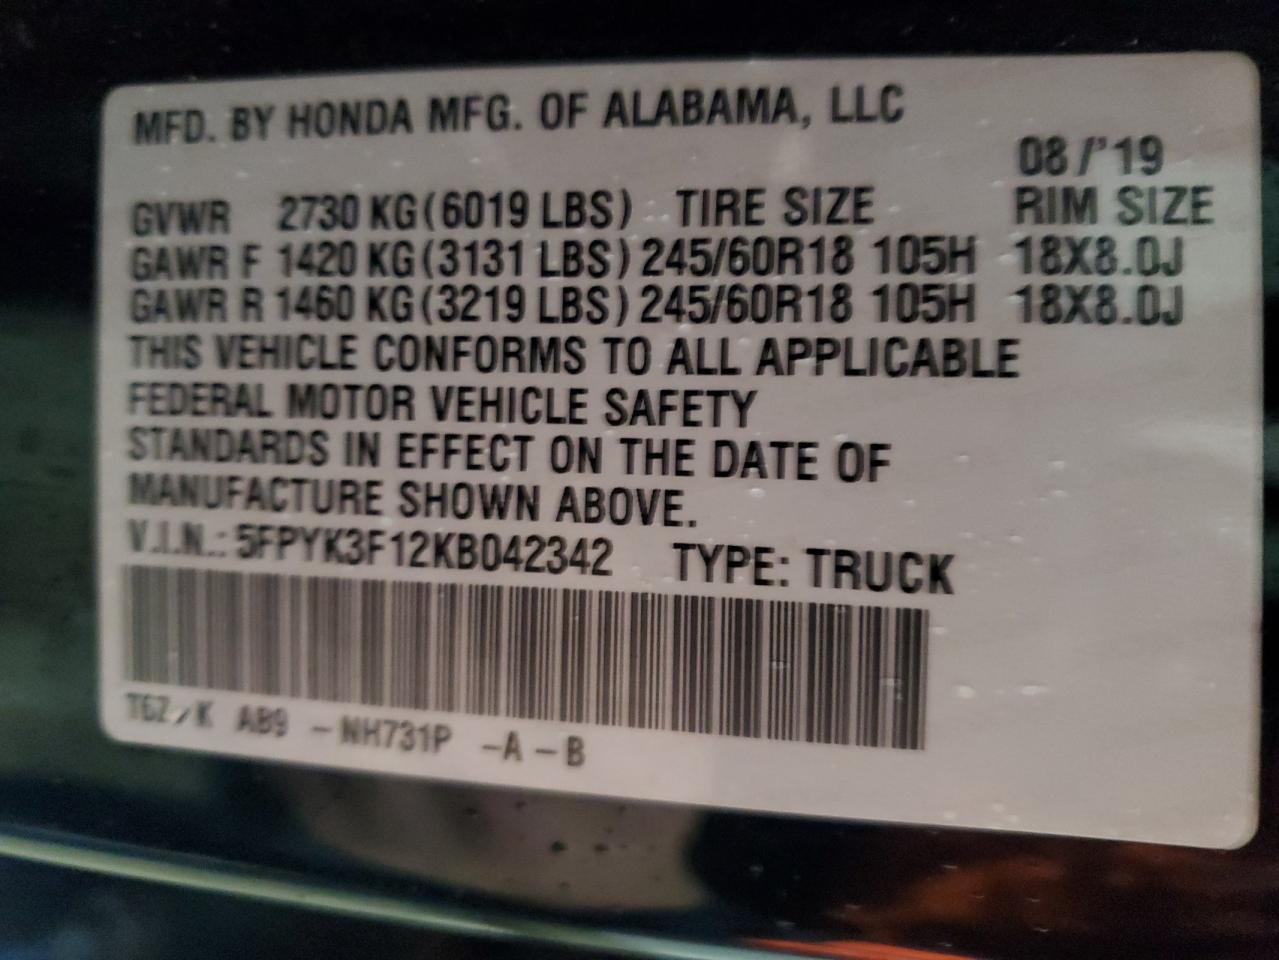 MFD. BY HONDA MFG. OF ALABAMA, LLC
08/'19
GVWR 2730 KG(6019 LBS) TIRE SIZE RIM SIZE
GAWR F 1420 KG(3131 LBS) 245/60R18 105H 18X8.0J
GAWR R 1460 KG(3219 LBS) 245/60R18 105H 18X8.0J
THIS VEHICLE CONFORMS TO ALL APPLICABLE
FEDERAL MOTOR VEHICLE SAFETY
STANDARDS IN EFFECT ON THE DATE OF
MANUFACTURE SHOWN ABOVE.
V.I.N.: 5FPYK3F12KB042342 TYPE: TRUCK
T6Z/K AB9 -NH731P -A-B